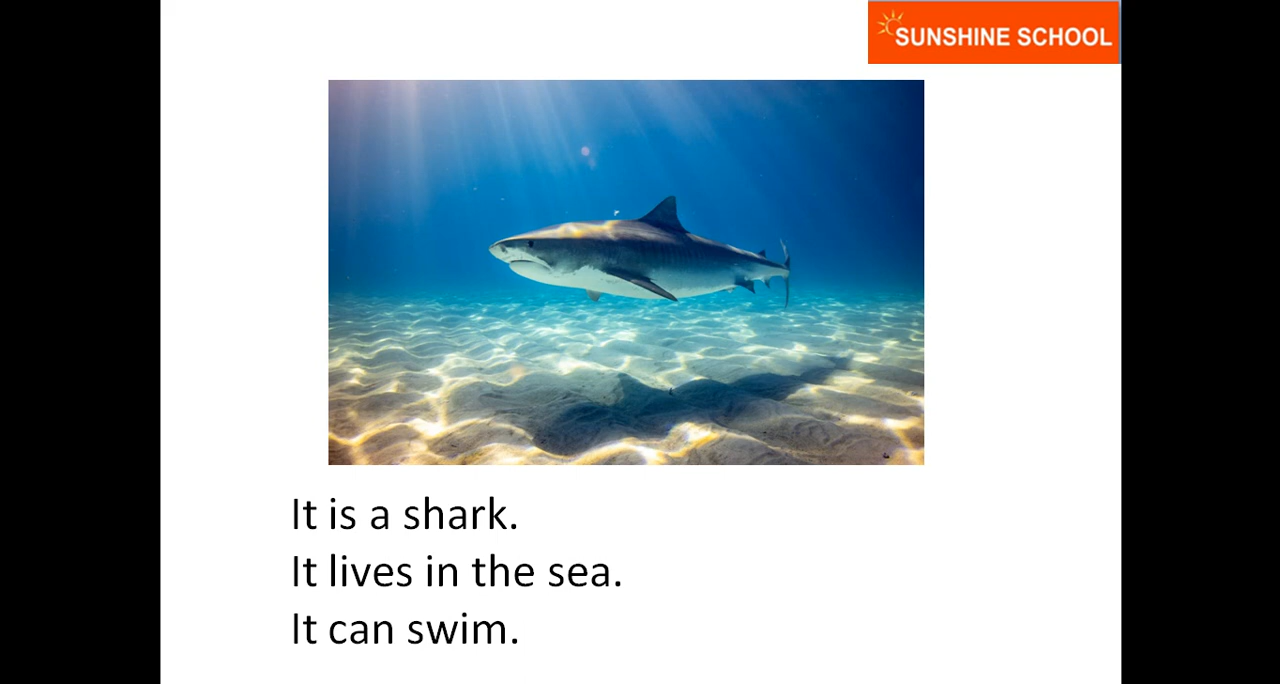 SUNSHINE SCHOOL
It is a shark.
It lives in the sea.
It can swim.